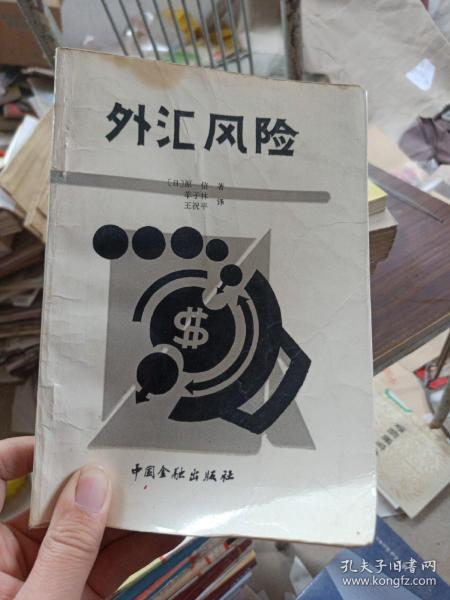 外汇风险
〔日〕原 信 著
羊子林
王祝平 译
$
中国金融出版社
孔夫子旧书网
www.kongfz.com